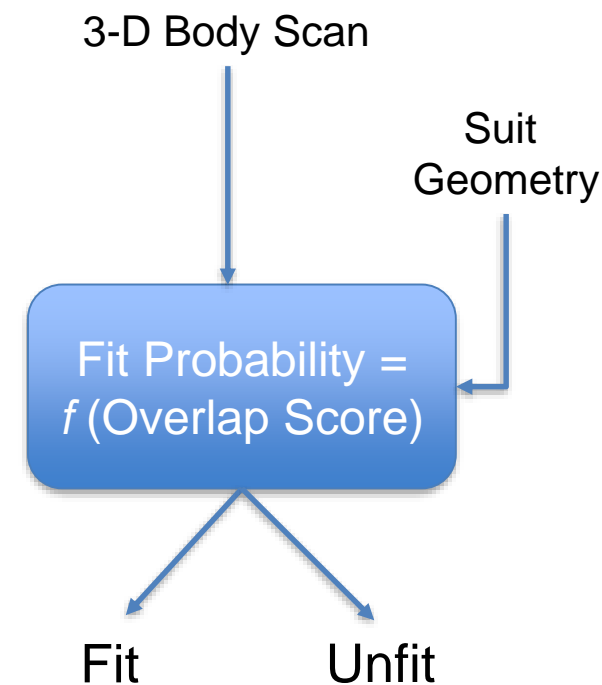 3-D Body Scan
Suit
Geometry
Fit Probability =
f (Overlap Score)
Fit
Unfit